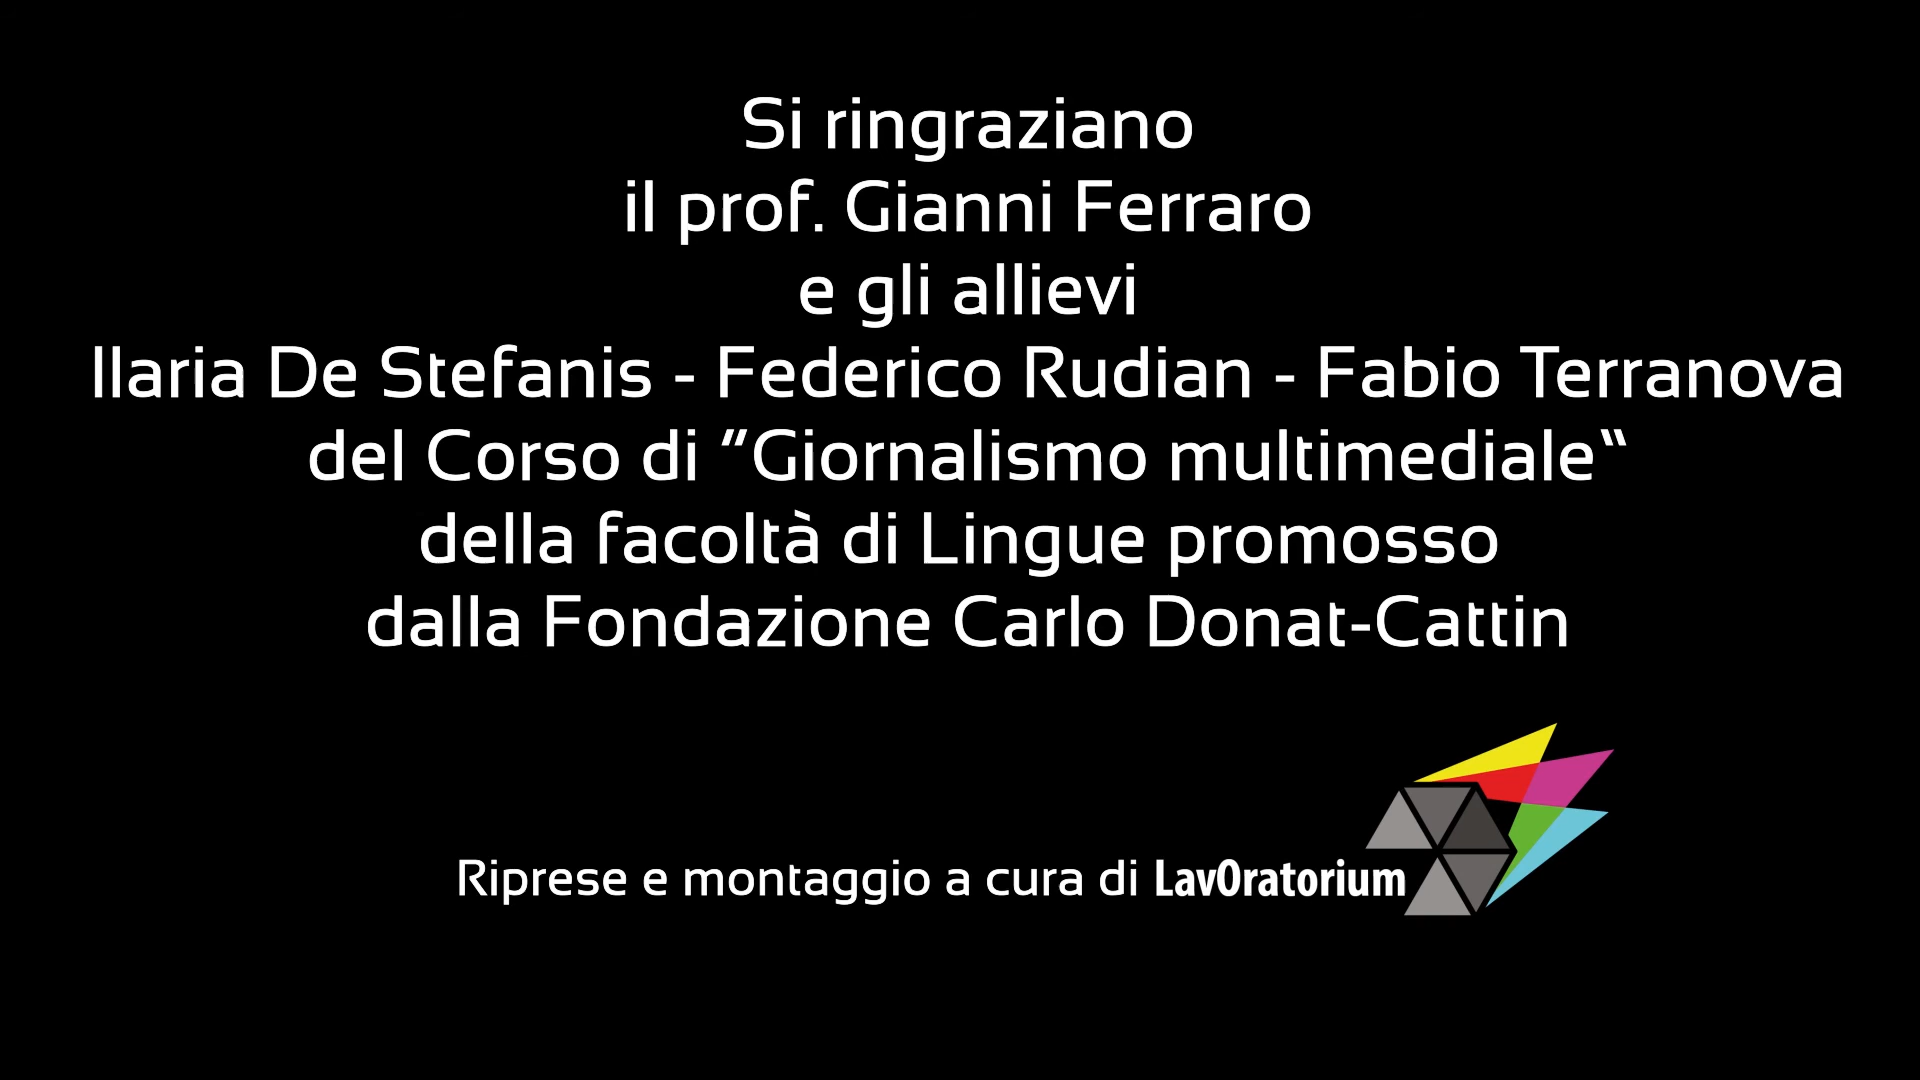 Si ringraziano
il prof. Gianni Ferraro
e gli allievi
Ilaria De Stefanis - Federico Rudian - Fabio Terranova
del Corso di ”Giornalismo multimediale“
della facoltà di Lingue promosso
dalla Fondazione Carlo Donat-Cattin
Riprese e montaggio a cura di LavOratorium